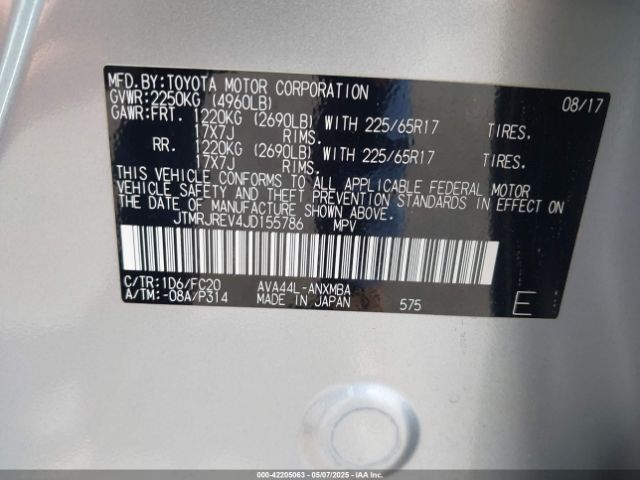 MFD.BY:TOYOTA MOTOR CORPORATION 08/17
GVWR:2250KG (4960LB)
GAWR:FRT. 1220KG (2690LB) WITH 225/65R17 TIRES.
17X7J RIMS.
RR. 1220KG (2690LB) WITH 225/65R17 TIRES.
17X7J RIMS.
THIS VEHICLE CONFORMS TO ALL APPLICABLE FEDERAL MOTOR
VEHICLE SAFETY AND THEFT PREVENTION STANDARDS IN EFFECT ON
THE DATE OF MANUFACTURE SHOWN ABOVE.
JTMRJREV4JD155786 MPV
C/TR:1D6/FC20 AVA44L-ANXMBA
A/TM:-08A/P314 MADE IN JAPAN 575 E
000-42205063 - 05/07/2025 - IAAI.COM